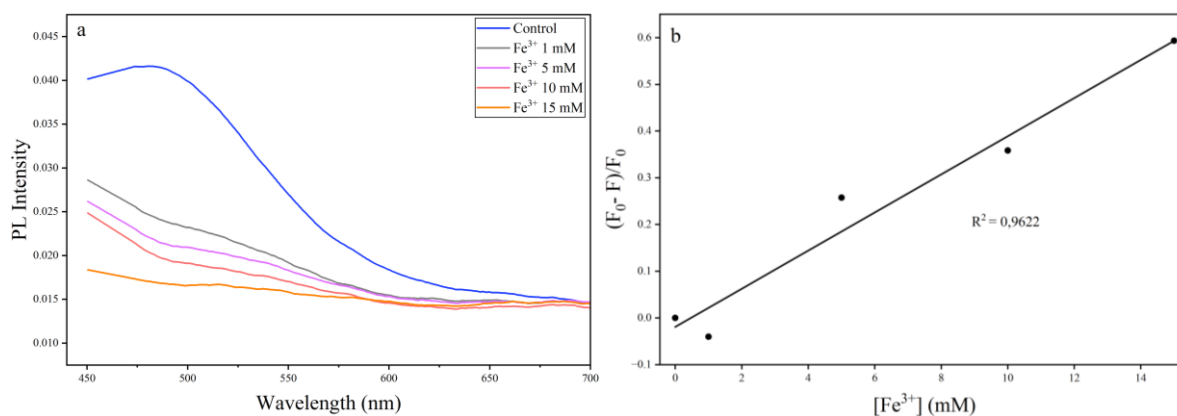 a
Control
Fe³⁺ 1 mM
Fe³⁺ 5 mM
Fe³⁺ 10 mM
Fe³⁺ 15 mM
0.045
0.040
0.035
0.030
0.025
0.020
0.015
0.010
PL Intensity
450 500 550 600 650 700
Wavelength (nm)
b
0.6
0.5
0.4
0.3
0.2
0.1
0.0
−0.1
(F₀- F)/F₀
R² = 0,9622
0 2 4 6 8 10 12 14
[Fe³⁺] (mM)